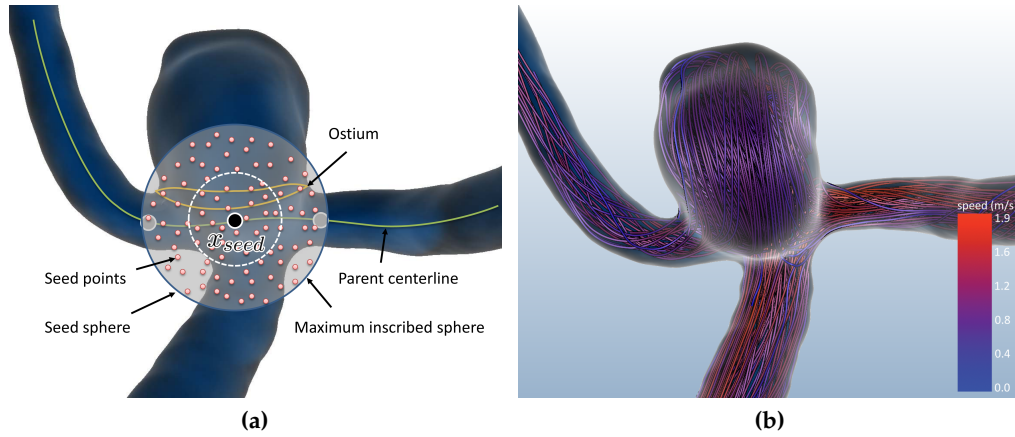 Ostium
x_seed
Seed points
Parent centerline
Seed sphere
Maximum inscribed sphere
(a)
speed (m/s)
1.9
1.6
1.2
0.8
0.4
0.0
(b)